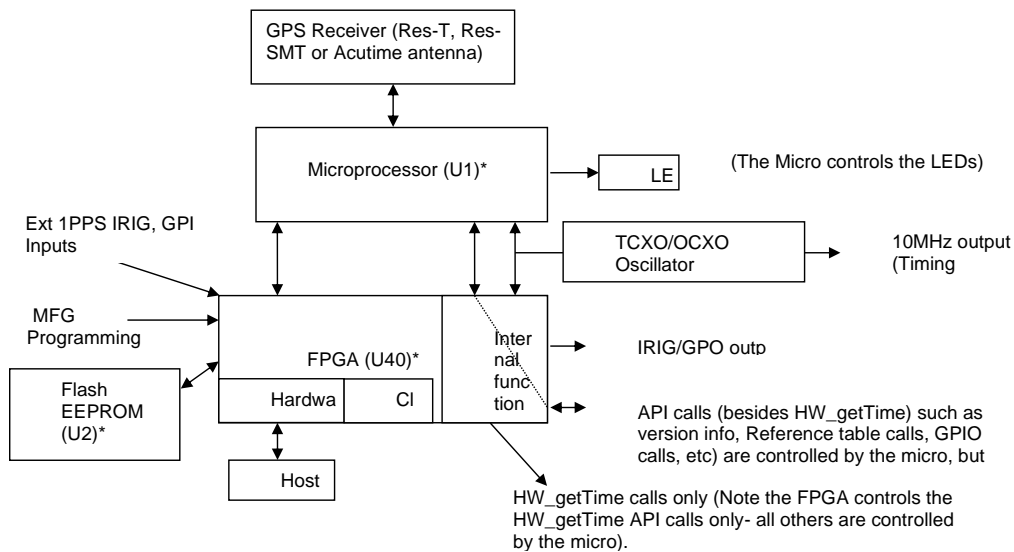 GPS Receiver (Res-T, Res-
SMT or Acutime antenna)
Microprocessor (U1)*
LE
(The Micro controls the LEDs)
Ext 1PPS IRIG, GPI
Inputs
TCXO/OCXO
Oscillator
10MHz output
(Timing
MFG
Programming
FPGA (U40)*
Inter
nal
func
tion
IRIG/GPO outp
Flash
EEPROM
(U2)*
Hardwa
Cl
API calls (besides HW_getTime) such as
version info, Reference table calls, GPIO
calls, etc) are controlled by the micro, but
Host
HW_getTime calls only (Note the FPGA controls the
HW_getTime API calls only- all others are controlled
by the micro).